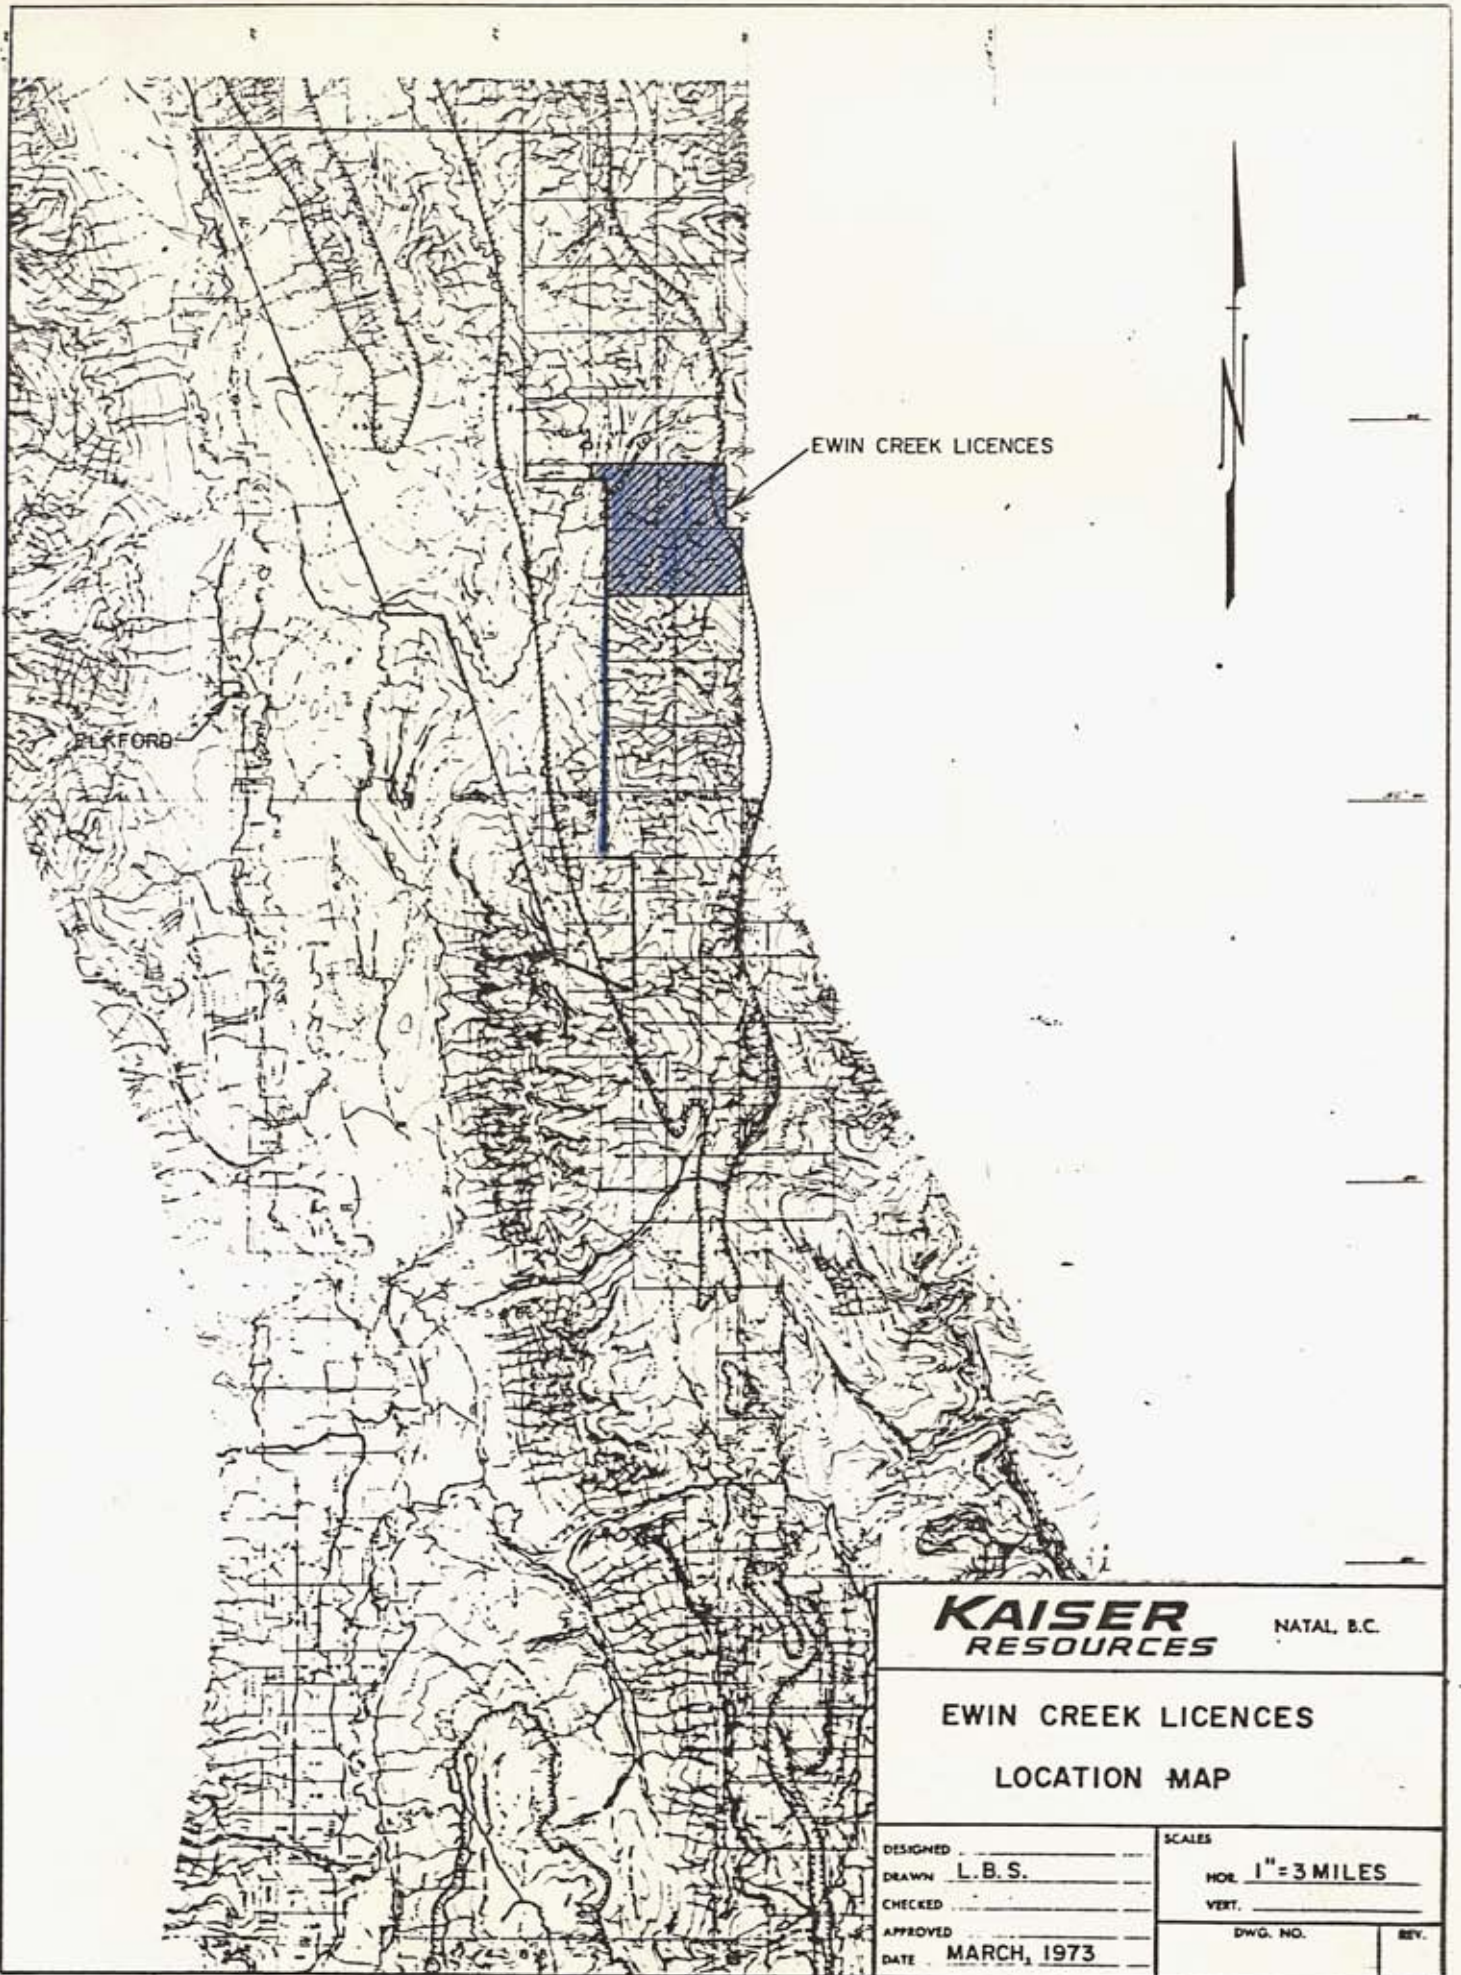 EWIN CREEK LICENCES
ELKFORD
N
KAISER
RESOURCES
NATAL, B.C.
EWIN CREEK LICENCES
LOCATION MAP
DESIGNED
DRAWN L.B.S.
CHECKED
APPROVED
DATE MARCH, 1973
SCALES
HOR. 1"=3 MILES
VERT.
DWG. NO.
REV.